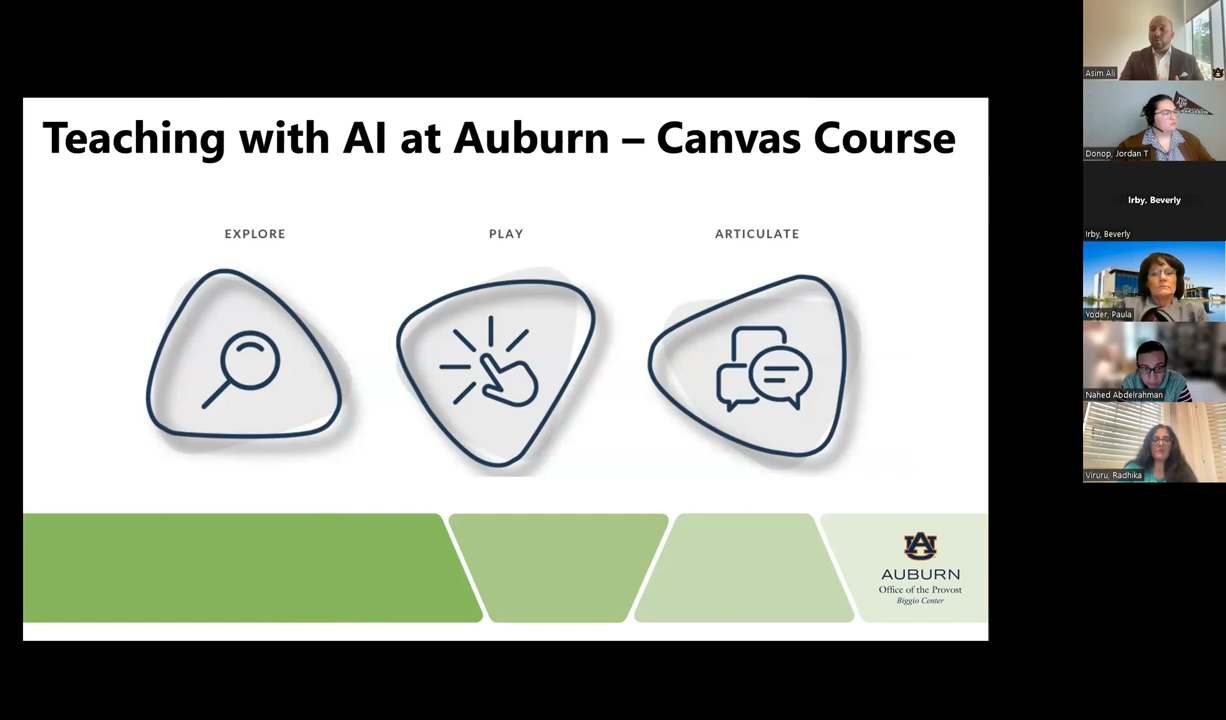 Teaching with AI at Auburn – Canvas Course
EXPLORE
PLAY
ARTICULATE
AUBURN
Office of the Provost
Biggio Center
Asim Ali
Donop, Jordan T
Irby, Beverly
Irby, Beverly
Yoder, Paula
Nahed Abdelrahman
Viruru, Radhika